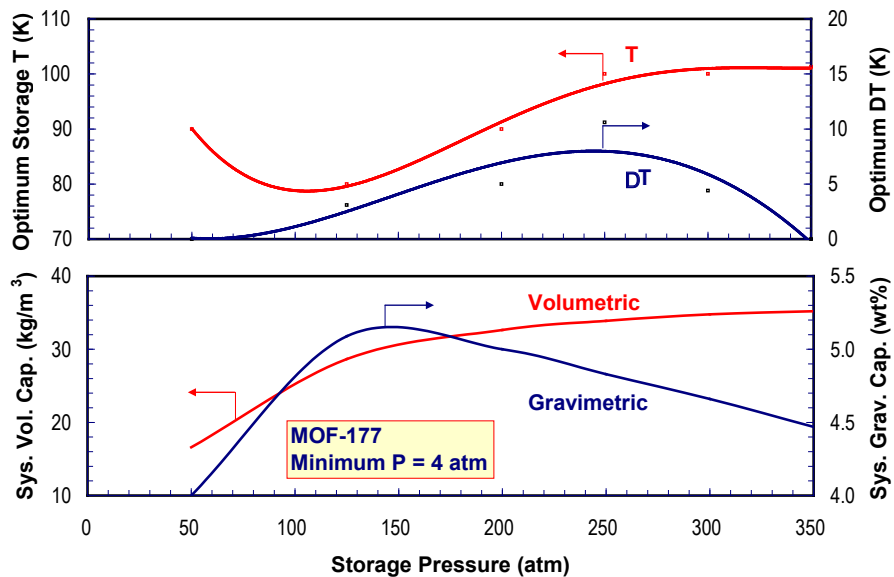 Optimum Storage T (K)
110
100
90
80
70
T
DT
20
15
10
5
0
Optimum DT (K)
Sys. Vol. Cap. (kg/m³)
40
30
20
10
Volumetric
Gravimetric
MOF-177
Minimum P = 4 atm
5.5
5.0
4.5
4.0
Sys. Grav. Cap. (wt%)
0 50 100 150 200 250 300 350
Storage Pressure (atm)